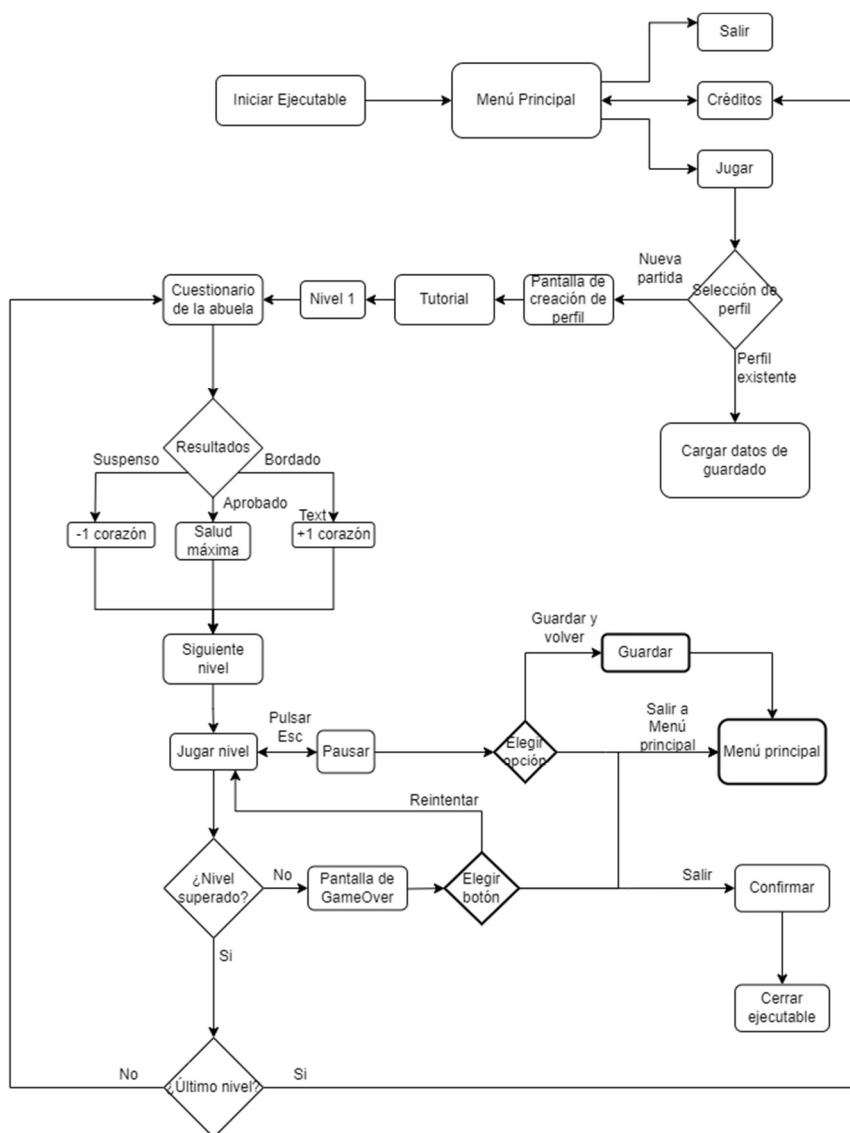 Salir
Iniciar Ejecutable
Menú Principal
Créditos
Jugar
Nueva
partida
Selección de
perfil
Pantalla de
creación de
perfil
Tutorial
Nivel 1
Cuestionario
de la abuela
Perfil
existente
Cargar datos de
guardado
Resultados
Suspenso
Bordado
Aprobado
Text
-1 corazón
Salud
máxima
+1 corazón
Siguiente
nivel
Guardar y
volver
Guardar
Jugar nivel
Pulsar
Esc
Pausar
Elegir
opción
Salir a
Menú
principal
Menú principal
Reintentar
¿Nivel
superado?
No
Pantalla de
GameOver
Elegir
botón
Salir
Confirmar
Si
Cerrar
ejecutable
No
¿Último nivel?
Si